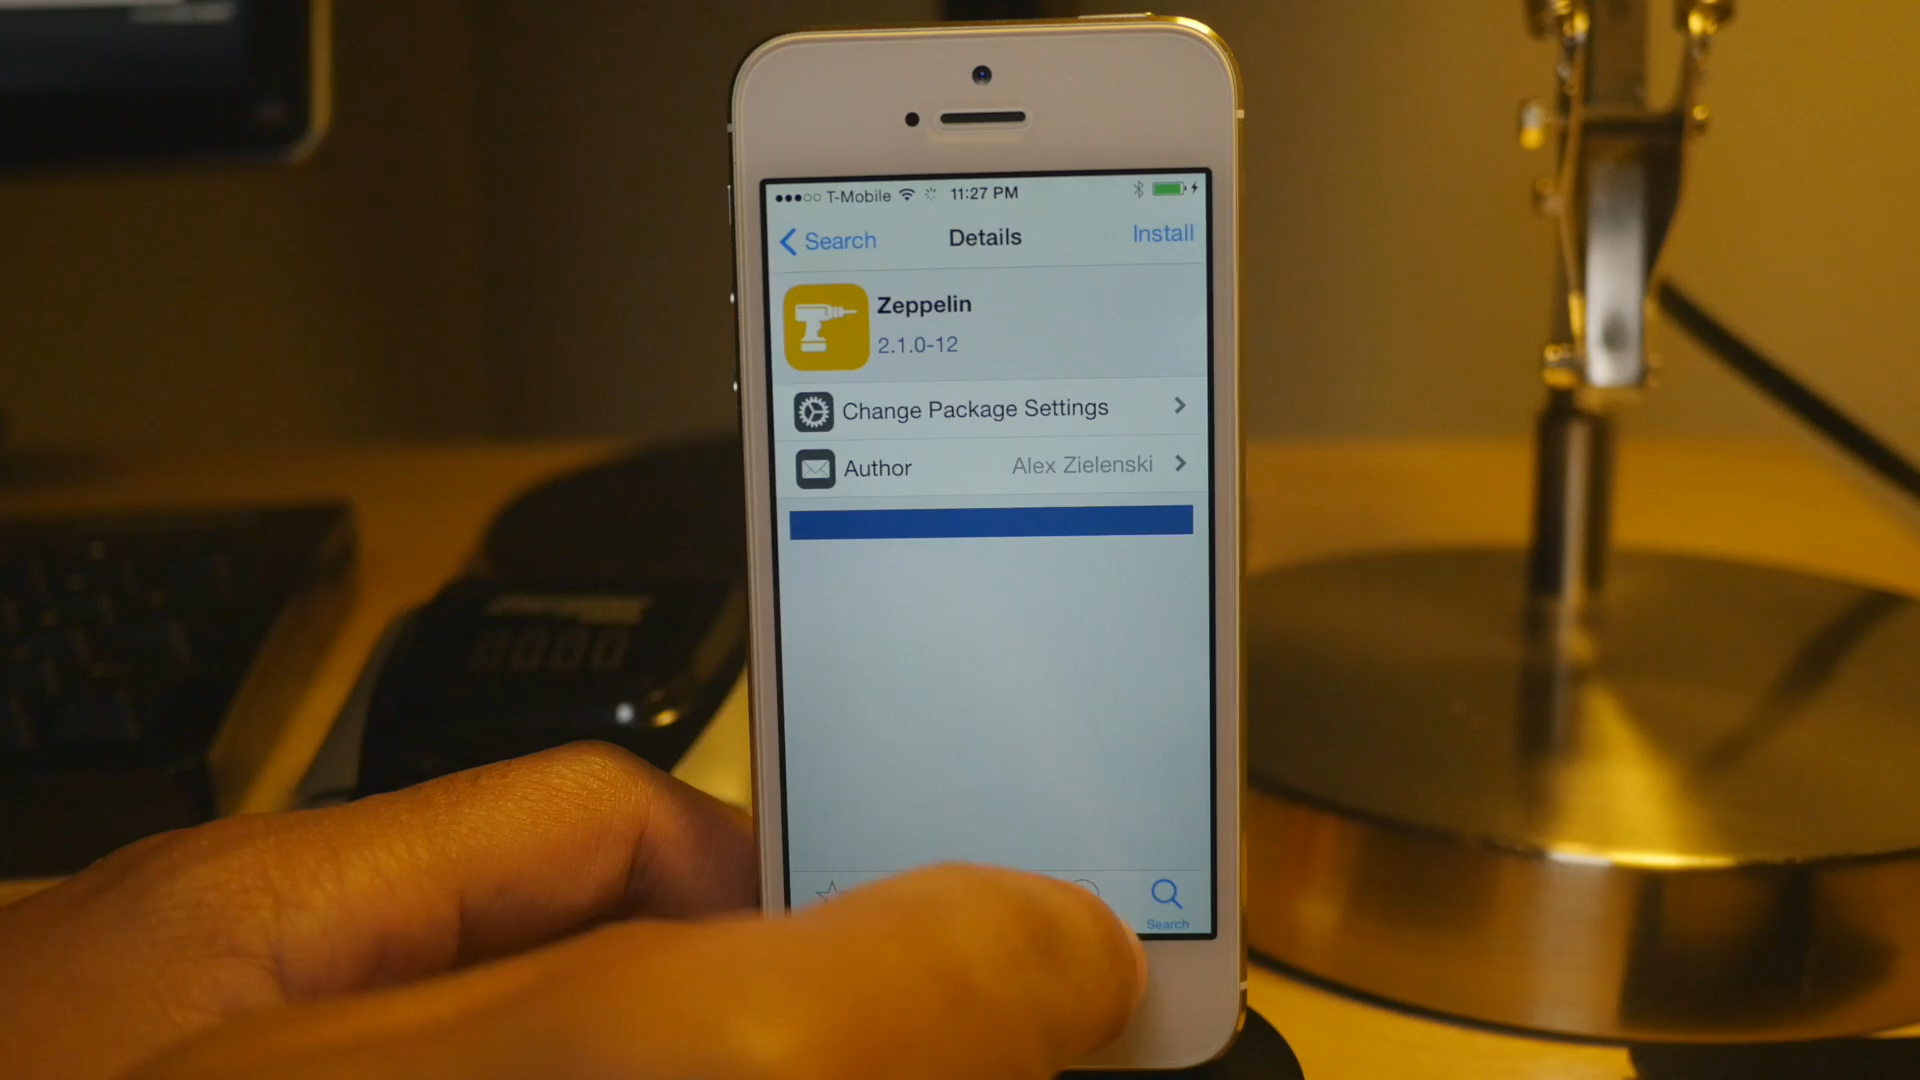 T-Mobile 11:27 PM
Search Details Install
Zeppelin
2.1.0-12
Change Package Settings
Author Alex Zielenski
Search